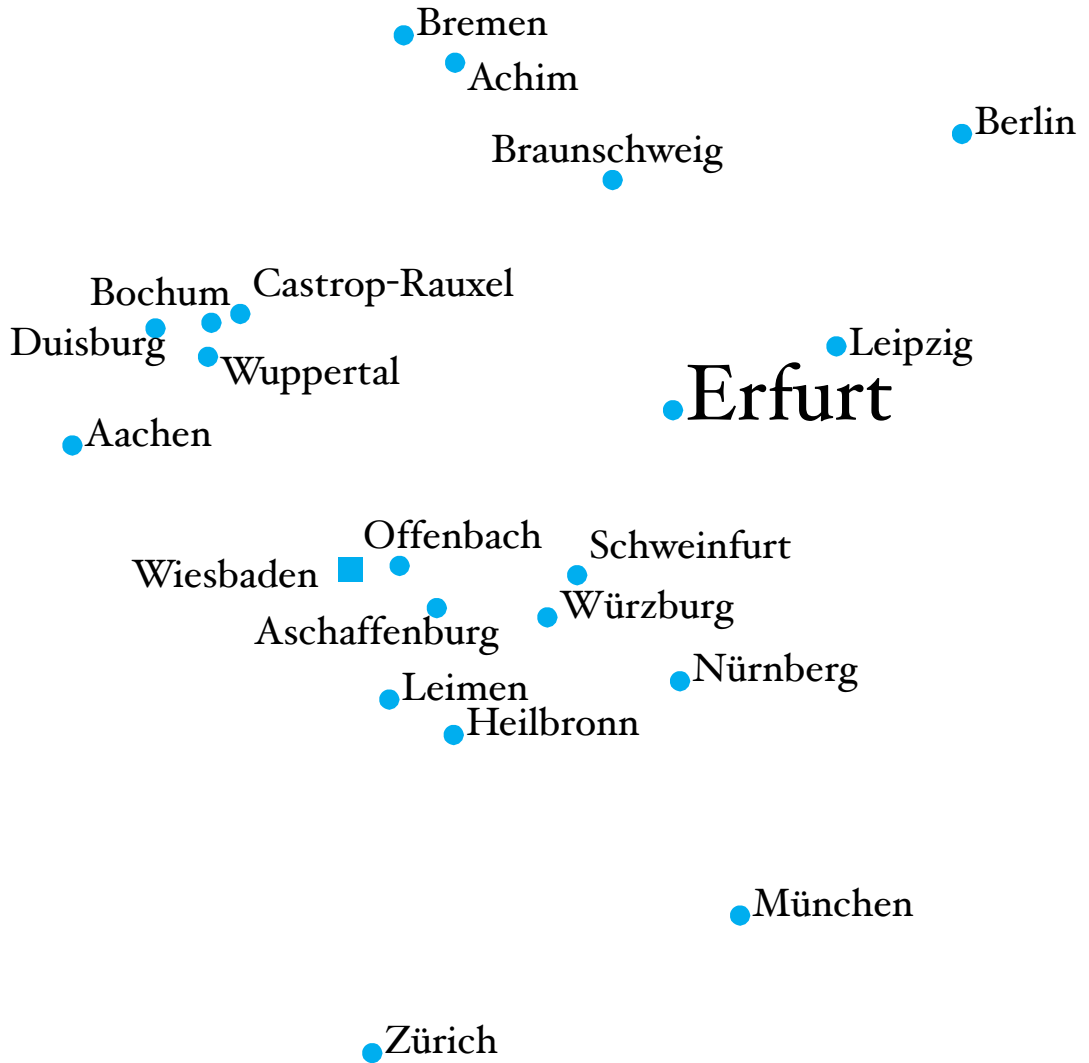 Bremen
Achim
Berlin
Braunschweig
Castrop-Rauxel
Bochum
Duisburg
Leipzig
Wuppertal
Erfurt
Aachen
Offenbach
Schweinfurt
Wiesbaden
Würzburg
Aschaffenburg
Nürnberg
Leimen
Heilbronn
München
Zürich